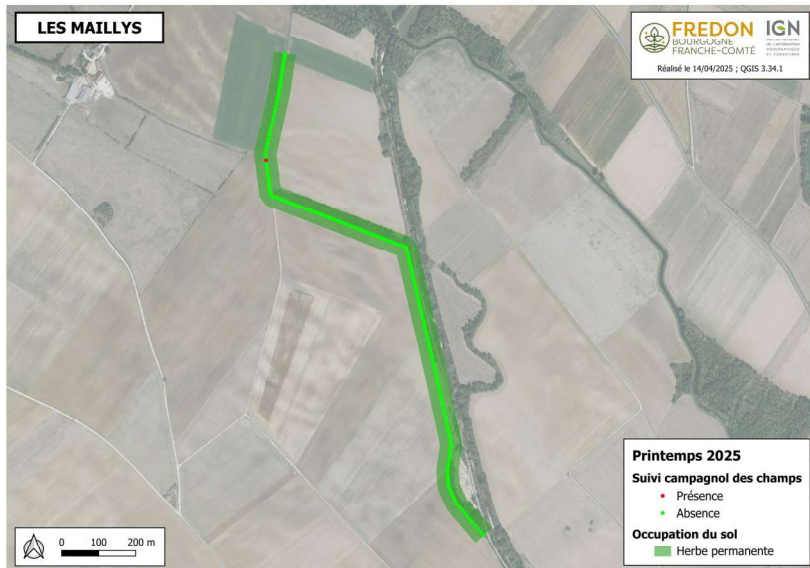 LES MAILLYS
FREDON
BOURGOGNE
FRANCHE-COMTÉ
IGN
Réalisé le 14/04/2025 ; QGIS 3.34.1
Printemps 2025
Suivi campagnol des champs
Présence
Absence
Occupation du sol
Herbe permanente
0 100 200 m